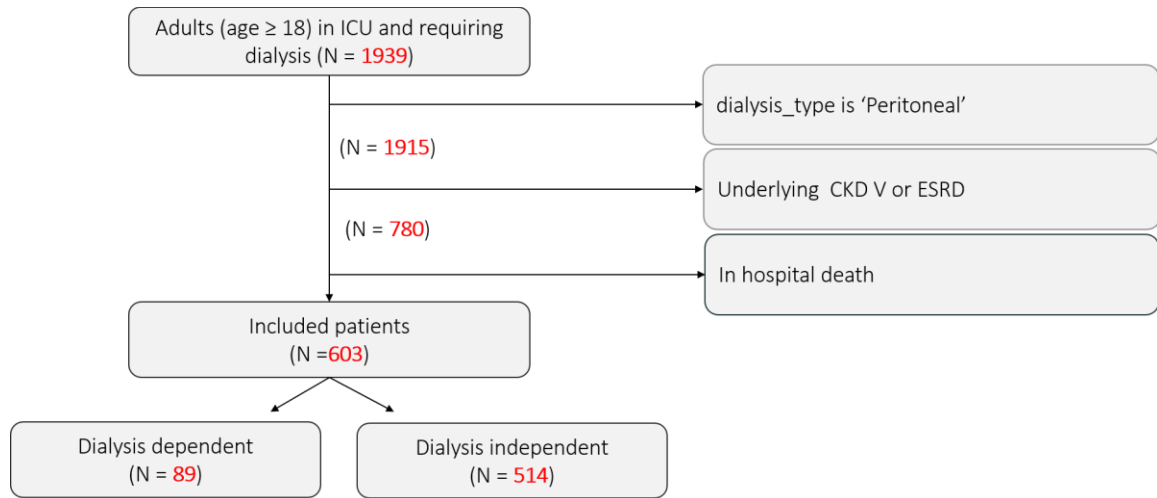 Adults (age ≥ 18) in ICU and requiring
dialysis (N = 1939)
dialysis_type is ‘Peritoneal’
(N = 1915)
Underlying  CKD V or ESRD
(N = 780)
In hospital death
Included patients
(N =603)
Dialysis dependent
(N = 89)
Dialysis independent
(N = 514)